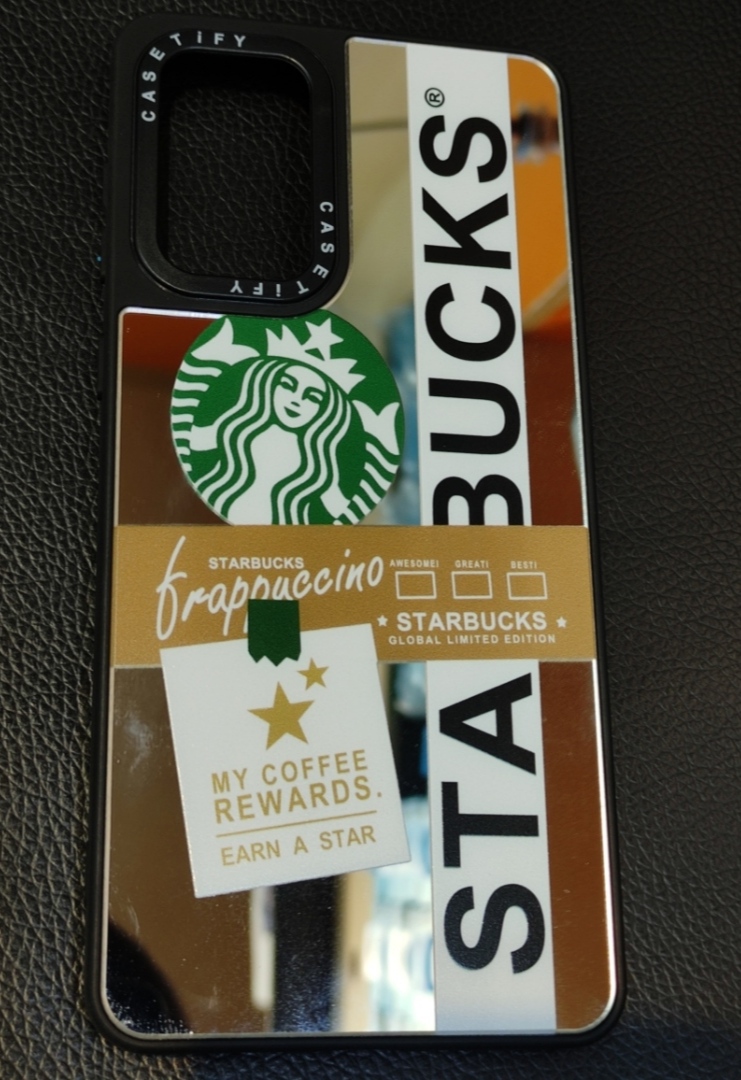 CASETiFY
CASETiFY
STARBUCKS®
STARBUCKS
frappuccino
AWESOME! GREAT! BEST!
★ STARBUCKS ★
GLOBAL LIMITED EDITION
MY COFFEE
REWARDS.
EARN A STAR